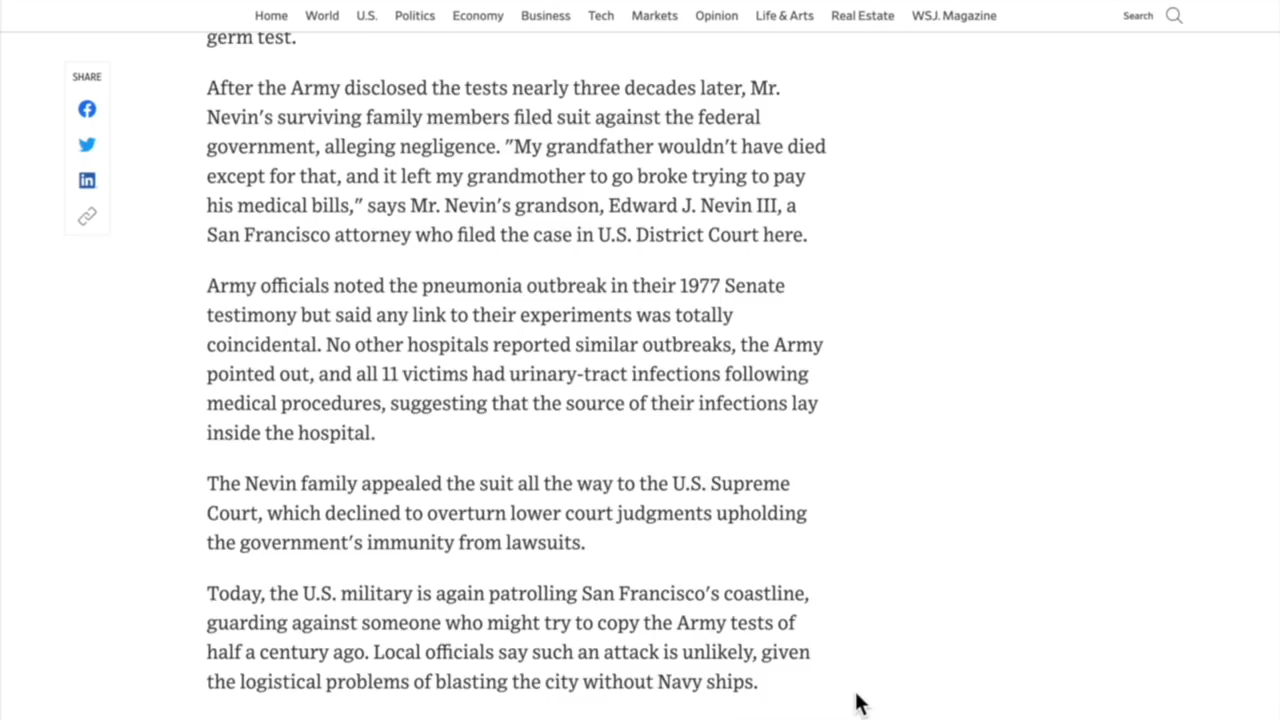 Home World U.S. Politics Economy Business Tech Markets Opinion Life & Arts Real Estate WSJ. Magazine Search
germ test.
SHARE
After the Army disclosed the tests nearly three decades later, Mr.
Nevin's surviving family members filed suit against the federal
government, alleging negligence. "My grandfather wouldn't have died
except for that, and it left my grandmother to go broke trying to pay
his medical bills," says Mr. Nevin's grandson, Edward J. Nevin III, a
San Francisco attorney who filed the case in U.S. District Court here.
Army officials noted the pneumonia outbreak in their 1977 Senate
testimony but said any link to their experiments was totally
coincidental. No other hospitals reported similar outbreaks, the Army
pointed out, and all 11 victims had urinary-tract infections following
medical procedures, suggesting that the source of their infections lay
inside the hospital.
The Nevin family appealed the suit all the way to the U.S. Supreme
Court, which declined to overturn lower court judgments upholding
the government's immunity from lawsuits.
Today, the U.S. military is again patrolling San Francisco's coastline,
guarding against someone who might try to copy the Army tests of
half a century ago. Local officials say such an attack is unlikely, given
the logistical problems of blasting the city without Navy ships.